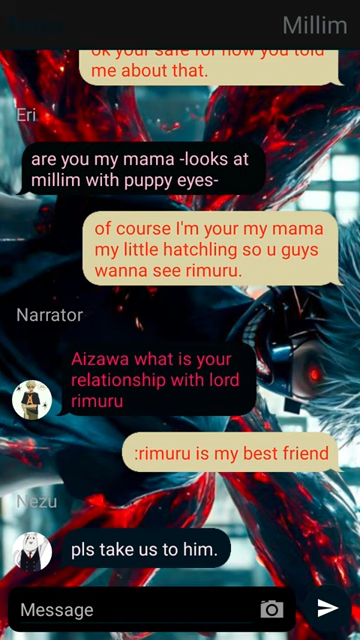 Millim
ok your safe for now you told
me about that.
Eri
are you my mama -looks at
millim with puppy eyes-
of course I'm your my mama
my little hatchling so u guys
wanna see rimuru.
Narrator
Aizawa what is your
relationship with lord
rimuru
:rimuru is my best friend
Nezu
pls take us to him.
Message